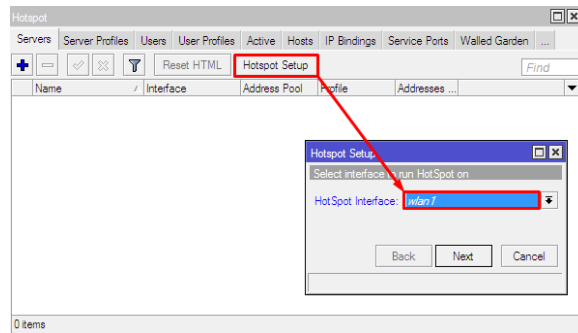 Hotspot
Servers Server Profiles Users User Profiles Active Hosts IP Bindings Service Ports Walled Garden ...
Reset HTML Hotspot Setup Find
Name Interface Address Pool Profile Addresses ...
Hotspot Setup
Select interface to run HotSpot on
HotSpot Interface: wlan1
Back Next Cancel
0 items